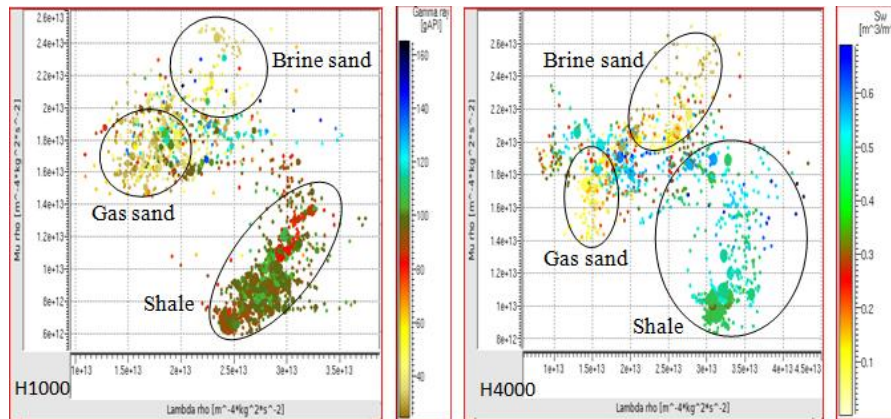 Gamma ray
[gAPI]
160
140
120
100
80
60
40
2.6e+13
2.4e+13
2.2e+13
2e+13
1.8e+13
1.6e+13
1.4e+13
1.2e+13
1e+13
8e+12
6e+12
Mu rho [m^-4*kg^2*s^-2]
Brine sand
Gas sand
Shale
1e+13 1.5e+13 2e+13 2.5e+13 3e+13 3.5e+13
H1000
Lambda rho [m^-4*kg^2*s^-2]
Sw
[m^3/m
0.6
0.5
0.4
0.3
0.2
0.1
0
2.6e+13
2.4e+13
2.2e+13
2e+13
1.8e+13
1.6e+13
1.4e+13
1.2e+13
1e+13
8e+12
Mu rho [m^-4*kg^2*s^-2]
Brine sand
Gas sand
Shale
1e+13 1.5e+13 2e+13 2.5e+13 3e+13 3.5e+13 4e+13 4.5e+13
H4000
Lambda rho [m^-4*kg^2*s^-2]